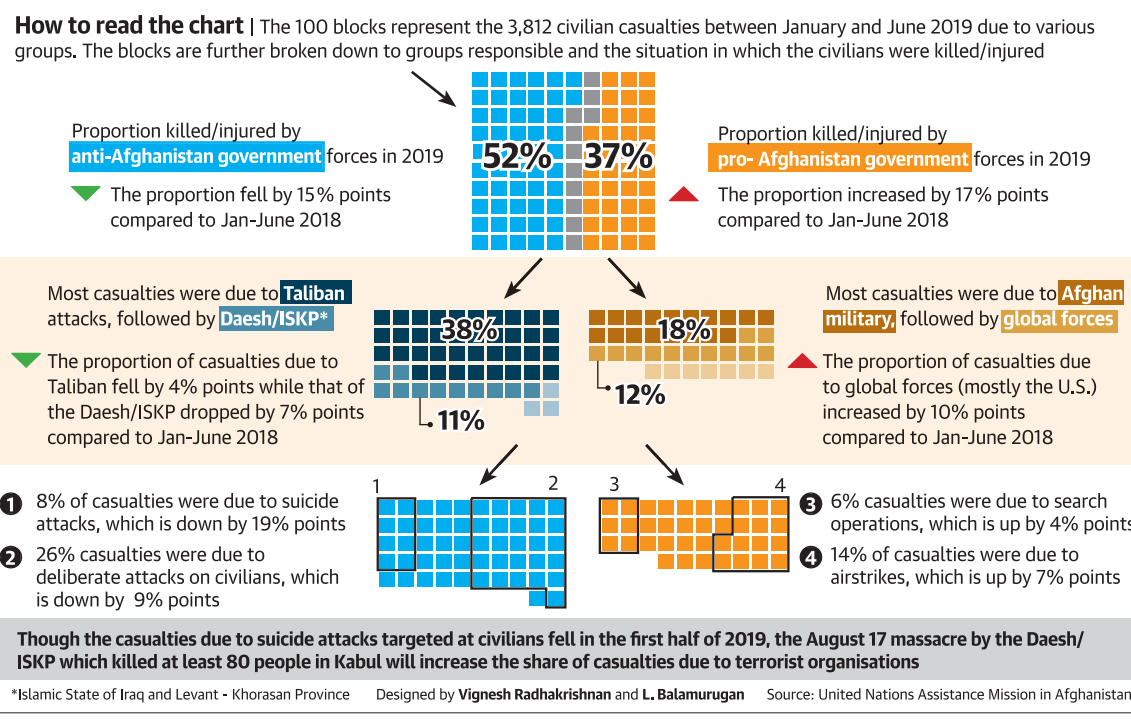 How to read the chart | The 100 blocks represent the 3,812 civilian casualties between January and June 2019 due to various
groups. The blocks are further broken down to groups responsible and the situation in which the civilians were killed/injured
Proportion killed/injured by
anti-Afghanistan government forces in 2019
The proportion fell by 15% points
compared to Jan-June 2018
52%
37%
Proportion killed/injured by
pro- Afghanistan government forces in 2019
The proportion increased by 17% points
compared to Jan-June 2018
Most casualties were due to Taliban
attacks, followed by Daesh/ISKP*
The proportion of casualties due to
Taliban fell by 4% points while that of
the Daesh/ISKP dropped by 7% points
compared to Jan-June 2018
38%
11%
18%
12%
Most casualties were due to Afghan
military, followed by global forces
The proportion of casualties due
to global forces (mostly the U.S.)
increased by 10% points
compared to Jan-June 2018
1 8% of casualties were due to suicide
attacks, which is down by 19% points
2 26% casualties were due to
deliberate attacks on civilians, which
is down by 9% points
1
2
3
4
3 6% casualties were due to search
operations, which is up by 4% points
4 14% of casualties were due to
airstrikes, which is up by 7% points
Though the casualties due to suicide attacks targeted at civilians fell in the first half of 2019, the August 17 massacre by the Daesh/
ISKP which killed at least 80 people in Kabul will increase the share of casualties due to terrorist organisations
*Islamic State of Iraq and Levant - Khorasan Province Designed by Vignesh Radhakrishnan and L. Balamurugan Source: United Nations Assistance Mission in Afghanistan